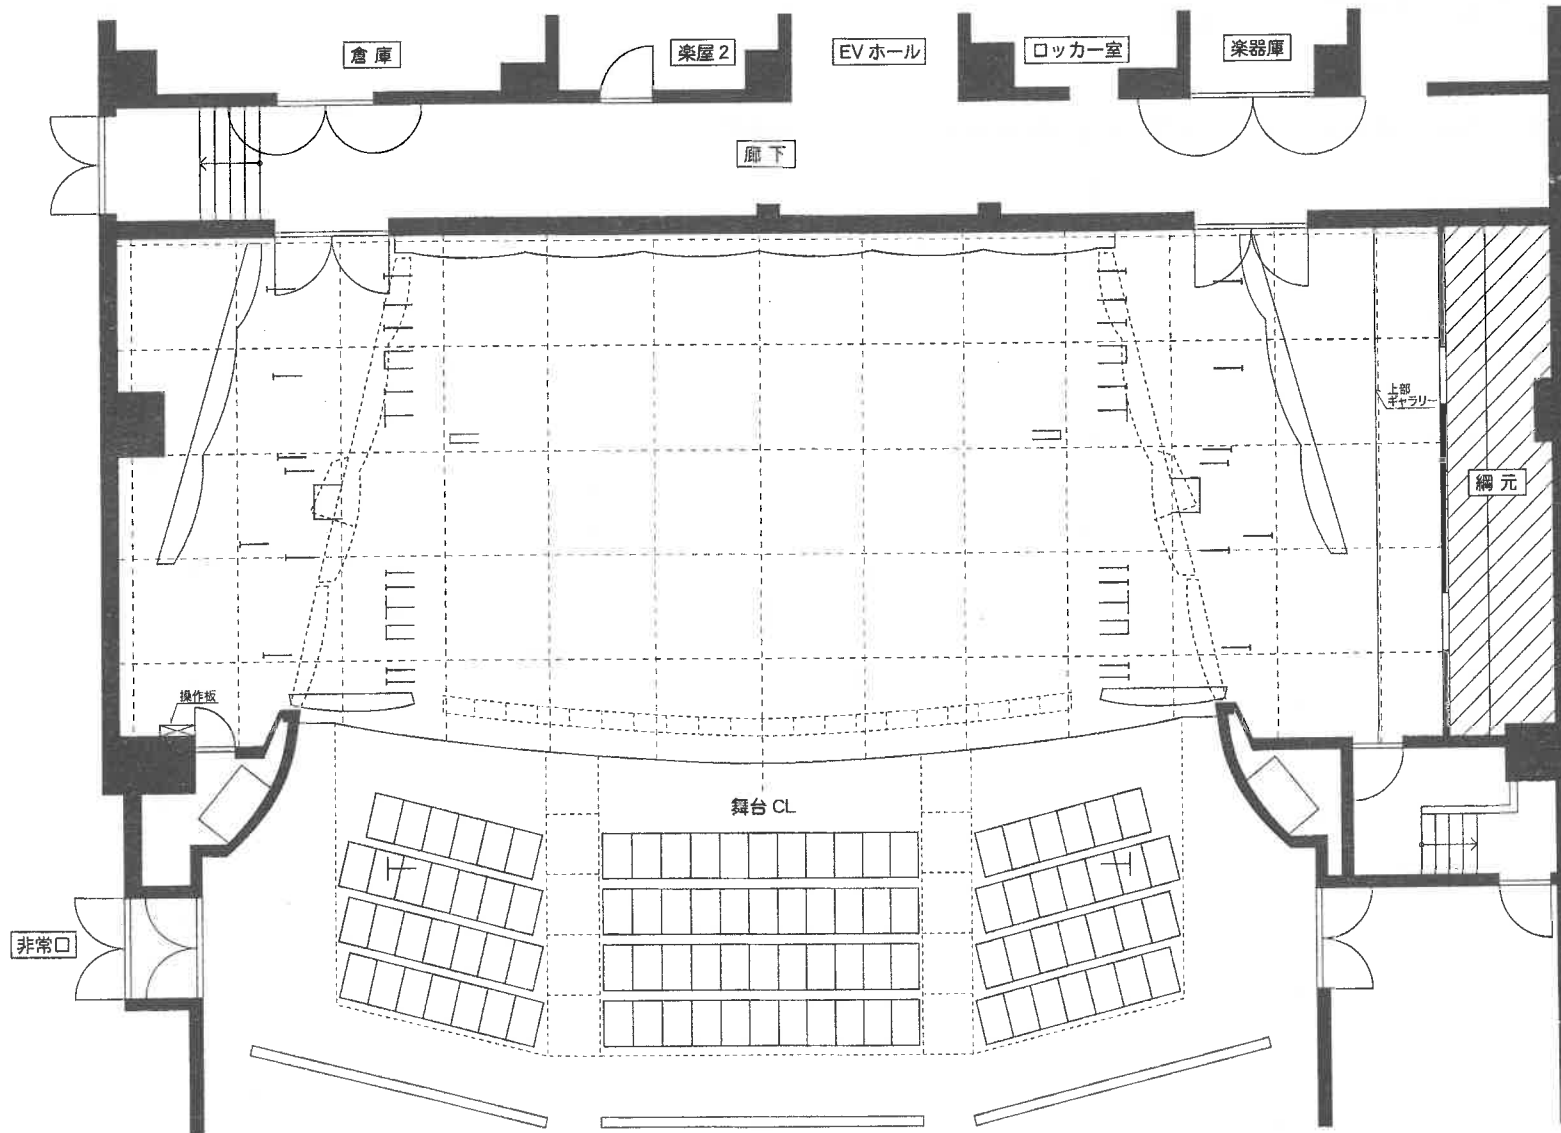 倉庫
楽屋2
EVホール
ロッカー室
楽器庫
廊下
上部
ギャラリー
綱元
操作板
舞台CL
非常口